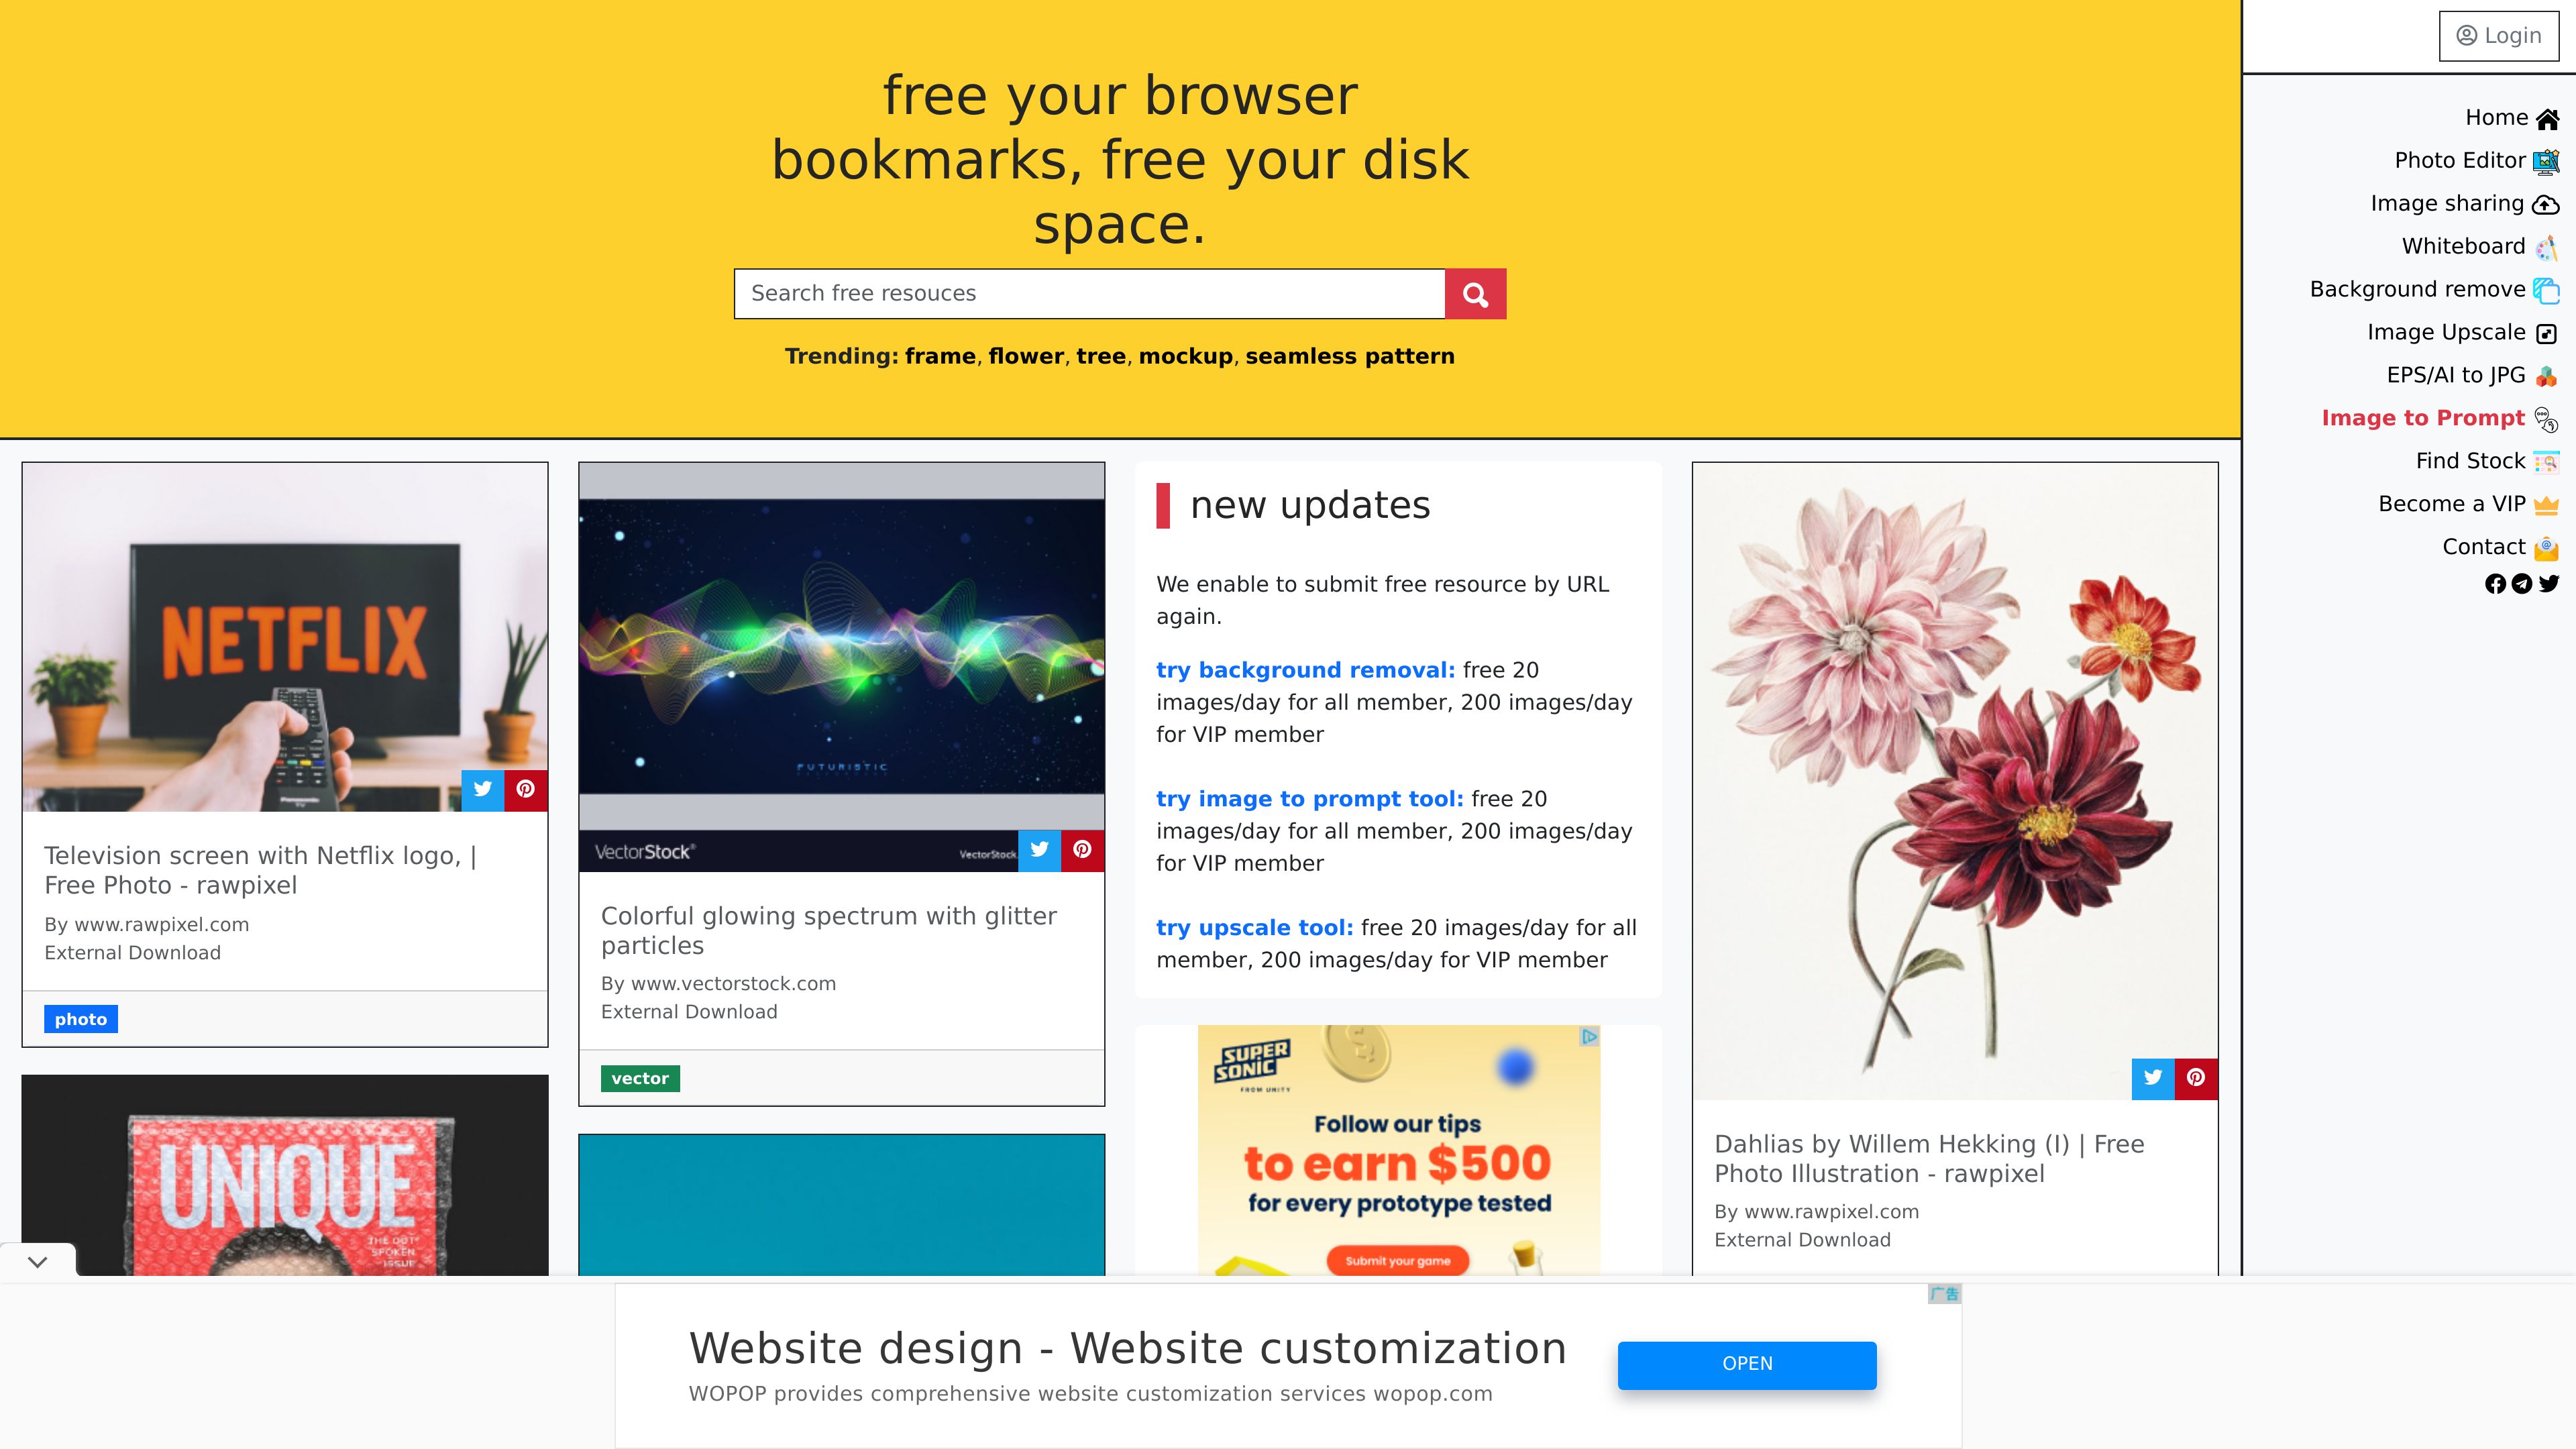 free your browser
bookmarks, free your disk
space.
Search free resouces
Trending: frame, flower, tree, mockup, seamless pattern
Login
Home
Photo Editor
Image sharing
Whiteboard
Background remove
Image Upscale
EPS/AI to JPG
Image to Prompt
Find Stock
Become a VIP
Contact
NETFLIX
Panasonic
TV
Television screen with Netflix logo, |
Free Photo - rawpixel
By www.rawpixel.com
External Download
photo
UNIQUE
THE DOT
SPOKEN
ISSUE
FUTURISTIC
VectorStock®
VectorStock.
Colorful glowing spectrum with glitter
particles
By www.vectorstock.com
External Download
vector
new updates
We enable to submit free resource by URL
again.
try background removal: free 20
images/day for all member, 200 images/day
for VIP member
try image to prompt tool: free 20
images/day for all member, 200 images/day
for VIP member
try upscale tool: free 20 images/day for all
member, 200 images/day for VIP member
SUPER
SONIC
FROM UNITY
Follow our tips
to earn $500
for every prototype tested
Submit your game
Dahlias by Willem Hekking (I) | Free
Photo Illustration - rawpixel
By www.rawpixel.com
External Download
广告
Website design - Website customization
WOPOP provides comprehensive website customization services wopop.com
OPEN